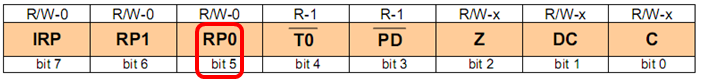 R/W-0 R/W-0 R/W-0 R-1 R-1 R/W-x R/W-x R/W-x
IRP RP1 RP0 T0 PD Z DC C
bit 7 bit 6 bit 5 bit 4 bit 3 bit 2 bit 1 bit 0